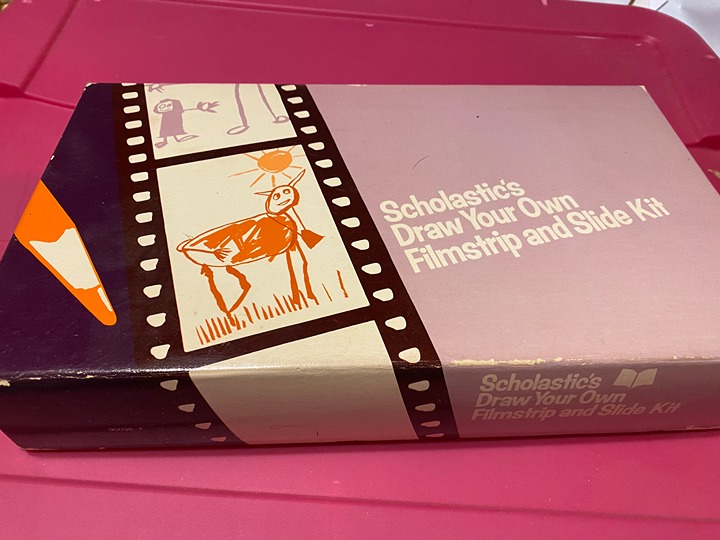 Scholastic's
Draw Your Own
Filmstrip and Slide Kit
Scholastic's
Draw Your Own
Filmstrip and Slide Kit